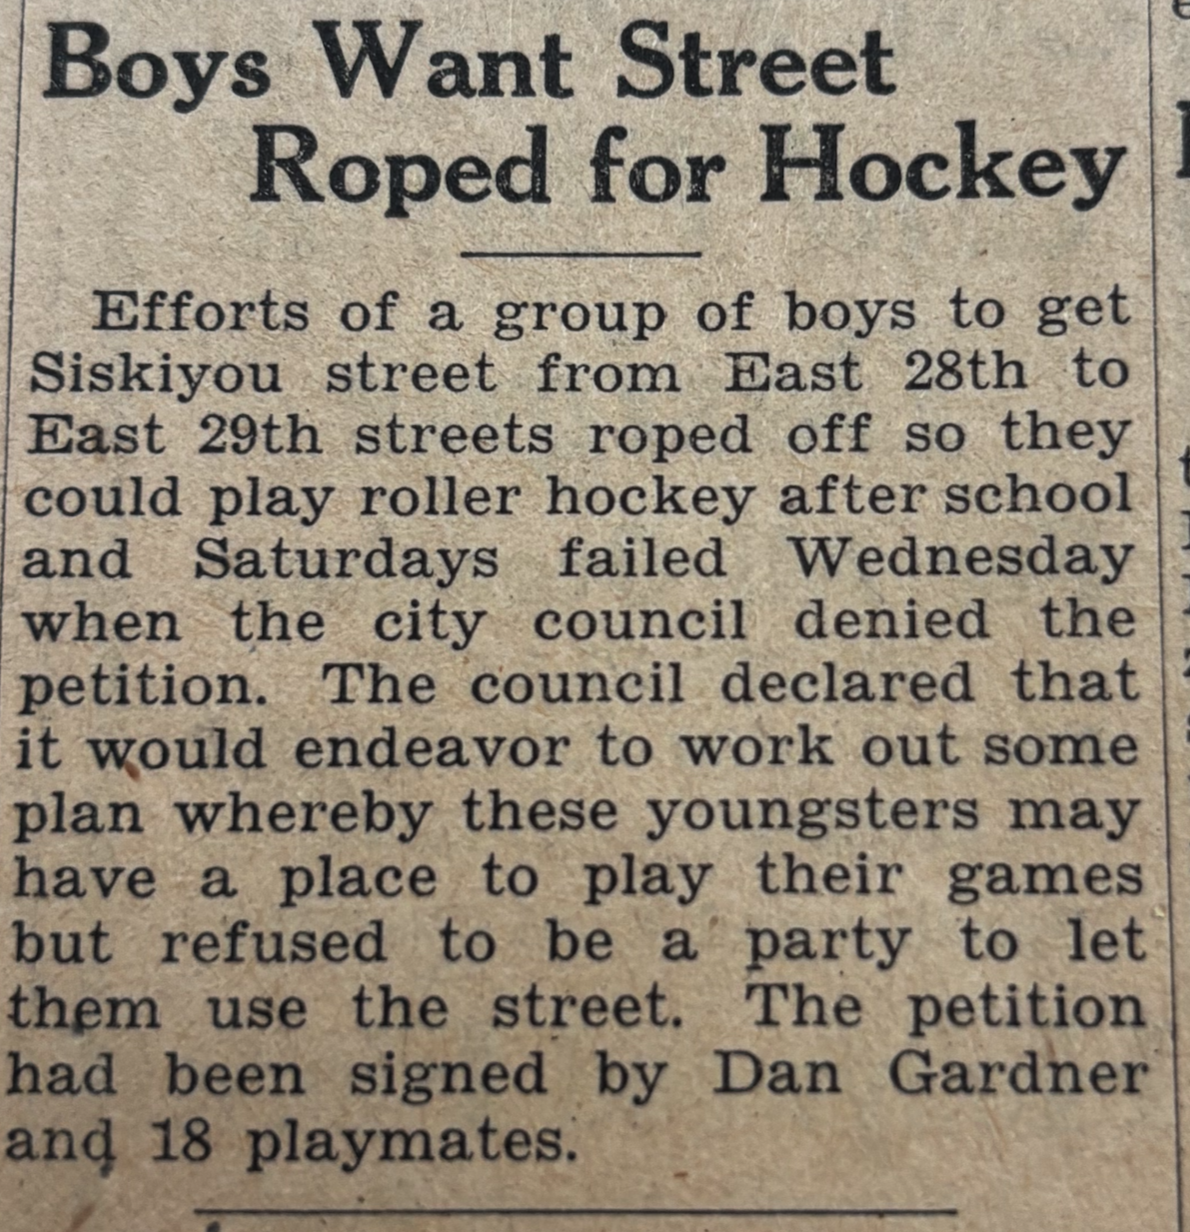 Boys Want Street
Roped for Hockey
Efforts of a group of boys to get
Siskiyou street from East 28th to
East 29th streets roped off so they
could play roller hockey after school
and Saturdays failed Wednesday
when the city council denied the
petition. The council declared that
it would endeavor to work out some
plan whereby these youngsters may
have a place to play their games
but refused to be a party to let
them use the street. The petition
had been signed by Dan Gardner
and 18 playmates.